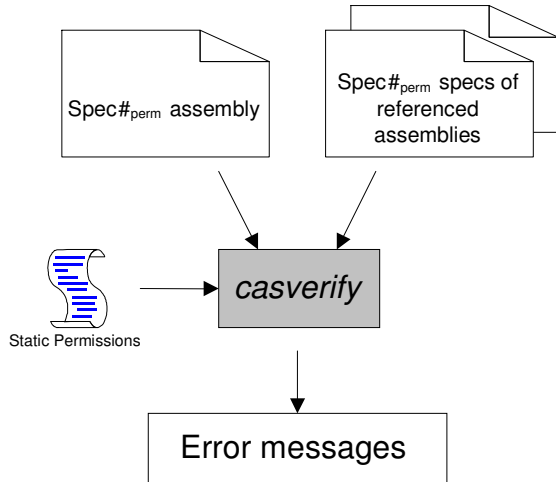 Spec#perm assembly
Spec#perm specs of
referenced
assemblies
casverify
Static Permissions
Error messages